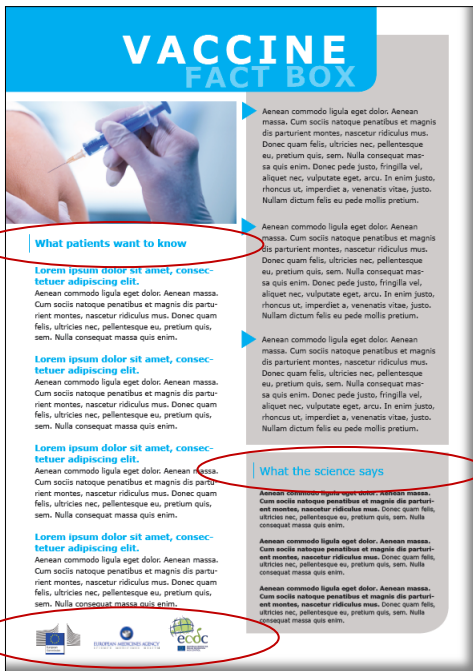 VACCINE
FACT BOX
What patients want to know
Lorem ipsum dolor sit amet, consec-
tetuer adipiscing elit.
Aenean commodo ligula eget dolor. Aenean massa.
Cum sociis natoque penatibus et magnis dis partu-
rient montes, nascetur ridiculus mus. Donec quam
felis, ultricies nec, pellentesque eu, pretium quis,
sem. Nulla consequat massa quis enim.
Lorem ipsum dolor sit amet, consec-
tetuer adipiscing elit.
Aenean commodo ligula eget dolor. Aenean massa.
Cum sociis natoque penatibus et magnis dis partu-
rient montes, nascetur ridiculus mus. Donec quam
felis, ultricies nec, pellentesque eu, pretium quis,
sem. Nulla consequat massa quis enim.
Lorem ipsum dolor sit amet, consec-
tetuer adipiscing elit.
Aenean commodo ligula eget dolor. Aenean massa.
Cum sociis natoque penatibus et magnis dis partu-
rient montes, nascetur ridiculus mus. Donec quam
felis, ultricies nec, pellentesque eu, pretium quis,
sem. Nulla consequat massa quis enim.
Lorem ipsum dolor sit amet, consec-
tetuer adipiscing elit.
Aenean commodo ligula eget dolor. Aenean massa.
Cum sociis natoque penatibus et magnis dis partu-
rient montes, nascetur ridiculus mus. Donec quam
felis, ultricies nec, pellentesque eu, pretium quis,
sem. Nulla consequat massa quis enim.
EUROPEAN MEDICINES AGENCY
ecdc
Aenean commodo ligula eget dolor. Aenean
massa. Cum sociis natoque penatibus et magnis
dis parturient montes, nascetur ridiculus mus.
Donec quam felis, ultricies nec, pellentesque
eu, pretium quis, sem. Nulla consequat mas-
sa quis enim. Donec pede justo, fringilla vel,
aliquet nec, vulputate eget, arcu. In enim justo,
rhoncus ut, imperdiet a, venenatis vitae, justo.
Nullam dictum felis eu pede mollis pretium.
Aenean commodo ligula eget dolor. Aenean
massa. Cum sociis natoque penatibus et magnis
dis parturient montes, nascetur ridiculus mus.
Donec quam felis, ultricies nec, pellentesque
eu, pretium quis, sem. Nulla consequat mas-
sa quis enim. Donec pede justo, fringilla vel,
aliquet nec, vulputate eget, arcu. In enim justo,
rhoncus ut, imperdiet a, venenatis vitae, justo.
Nullam dictum felis eu pede mollis pretium.
Aenean commodo ligula eget dolor. Aenean
massa. Cum sociis natoque penatibus et magnis
dis parturient montes, nascetur ridiculus mus.
Donec quam felis, ultricies nec, pellentesque
eu, pretium quis, sem. Nulla consequat mas-
sa quis enim. Donec pede justo, fringilla vel,
aliquet nec, vulputate eget, arcu. In enim justo,
rhoncus ut, imperdiet a, venenatis vitae, justo.
Nullam dictum felis eu pede mollis pretium.
What the science says
Aenean commodo ligula eget dolor. Aenean massa.
Cum sociis natoque penatibus et magnis dis parturi-
ent montes, nascetur ridiculus mus. Donec quam felis,
ultricies nec, pellentesque eu, pretium quis, sem. Nulla
consequat massa quis enim.
Aenean commodo ligula eget dolor. Aenean massa.
Cum sociis natoque penatibus et magnis dis parturi-
ent montes, nascetur ridiculus mus. Donec quam felis,
ultricies nec, pellentesque eu, pretium quis, sem. Nulla
consequat massa quis enim.
Aenean commodo ligula eget dolor. Aenean massa.
Cum sociis natoque penatibus et magnis dis parturi-
ent montes, nascetur ridiculus mus. Donec quam felis,
ultricies nec, pellentesque eu, pretium quis, sem. Nulla
consequat massa quis enim.